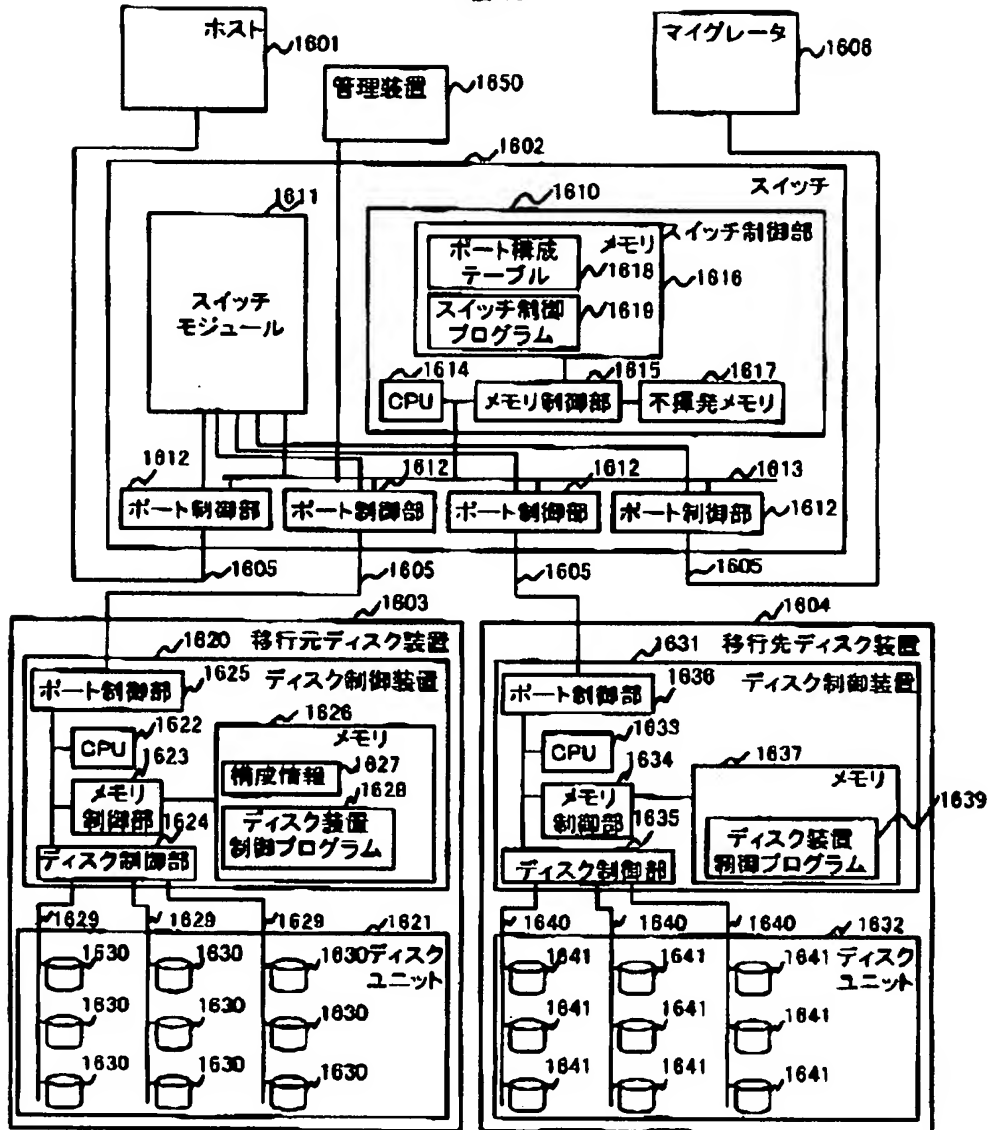 ホスト
1601
管理装置
1650
マイグレータ
1606
1602
スイッチ
1611
スイッチ
モジュール
1610
スイッチ制御部
メモリ
ポート構成
テーブル
1618
1616
スイッチ制御
プログラム
1619
1614
CPU
1615
メモリ制御部
1617
不揮発メモリ
1612
ポート制御部
1612
ポート制御部
1612
ポート制御部
1613
ポート制御部
1612
1605
1605
1605
1605
1603
1620
移行元ディスク装置
ディスク制御装置
ポート制御部
1625
1622
CPU
1623
メモリ
制御部
1624
ディスク制御部
1626
メモリ
構成情報
1627
1628
ディスク装置
制御プログラム
1629
1629
1629
1621
ディスク
ユニット
1630
1630
1630
1630
1630
1630
1630
1630
1630
1604
1631
移行先ディスク装置
ディスク制御装置
ポート制御部
1636
1633
CPU
1634
メモリ
制御部
1635
ディスク制御部
1637
メモリ
1639
ディスク装置
制御プログラム
1640
1640
1640
1632
ディスク
ユニット
1641
1641
1641
1641
1641
1641
1641
1641
1641